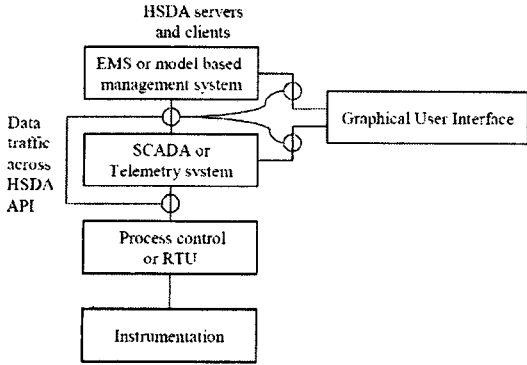 HSDA servers
and clients
EMS or model based
management system
Graphical User Interface
Data
traffic
across
HSDA
API
SCADA or
Telemetry system
Process control
or RTU
Instrumentation